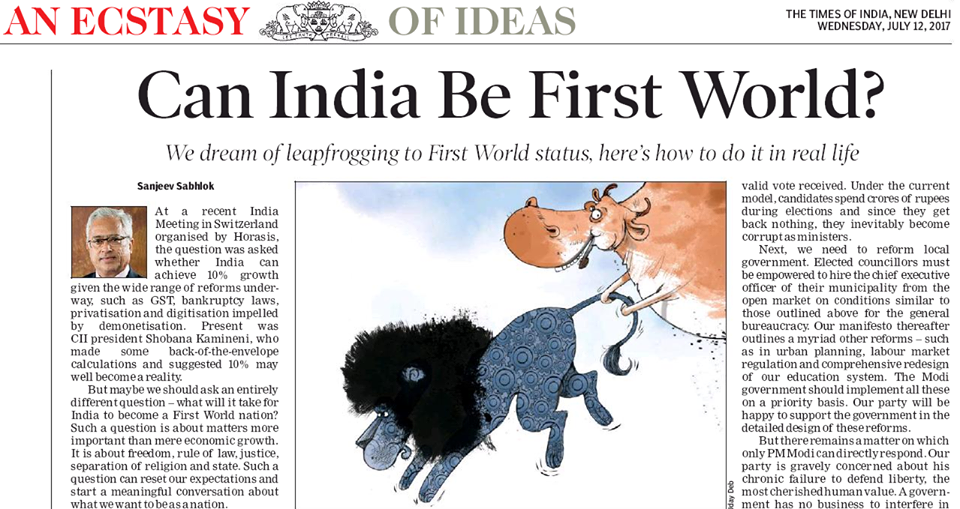 AN ECSTASY OF IDEAS
THE TIMES OF INDIA, NEW DELHI
WEDNESDAY, JULY 12, 2017
Can India Be First World?
We dream of leapfrogging to First World status, here's how to do it in real life
Sanjeev Sabhlok
At a recent India
Meeting in Switzerland
organised by Horasis,
the question was asked
whether India can
achieve 10% growth
given the wide range of reforms under-
way, such as GST, bankruptcy laws,
privatisation and digitisation impelled
by demonetisation. Present was
CII president Shobana Kamineni, who
made some back-of-the-envelope
calculations and suggested 10% may
well become a reality.
But maybe we should ask an entirely
different question – what will it take for
India to become a First World nation?
Such a question is about matters more
important than mere economic growth.
It is about freedom, rule of law, justice,
separation of religion and state. Such a
question can reset our expectations and
start a meaningful conversation about
what we want to be as a nation.
valid vote received. Under the current
model, candidates spend crores of rupees
during elections and since they get
back nothing, they inevitably become
corrupt as ministers.
Next, we need to reform local
government. Elected councillors must
be empowered to hire the chief executive
officer of their municipality from the
open market on conditions similar to
those outlined above for the general
bureaucracy. Our manifesto thereafter
outlines a myriad other reforms – such
as in urban planning, labour market
regulation and comprehensive redesign
of our education system. The Modi
government should implement all these
on a priority basis. Our party will be
happy to support the government in the
detailed design of these reforms.
But there remains a matter on which
only PM Modi can directly respond. Our
party is gravely concerned about his
chronic failure to defend liberty, the
most cherished human value. A govern-
ment has no business to interfere in
Deb